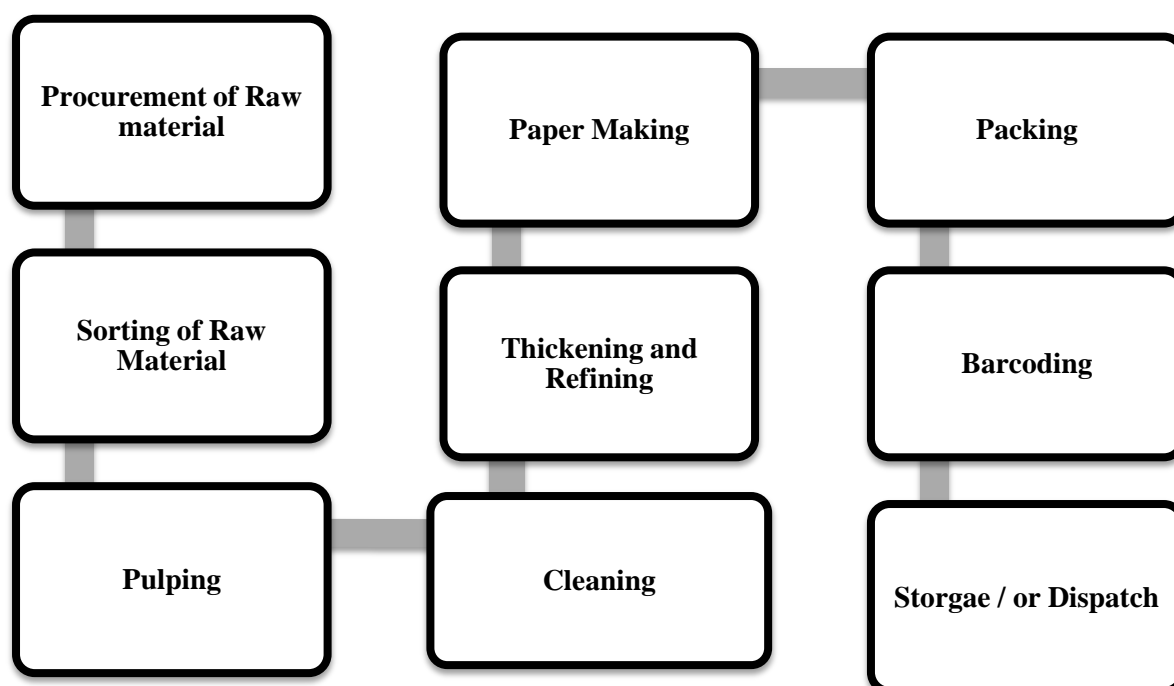 Procurement of Raw
material
Sorting of Raw
Material
Pulping
Cleaning
Thickening and
Refining
Paper Making
Packing
Barcoding
Storgae / or Dispatch